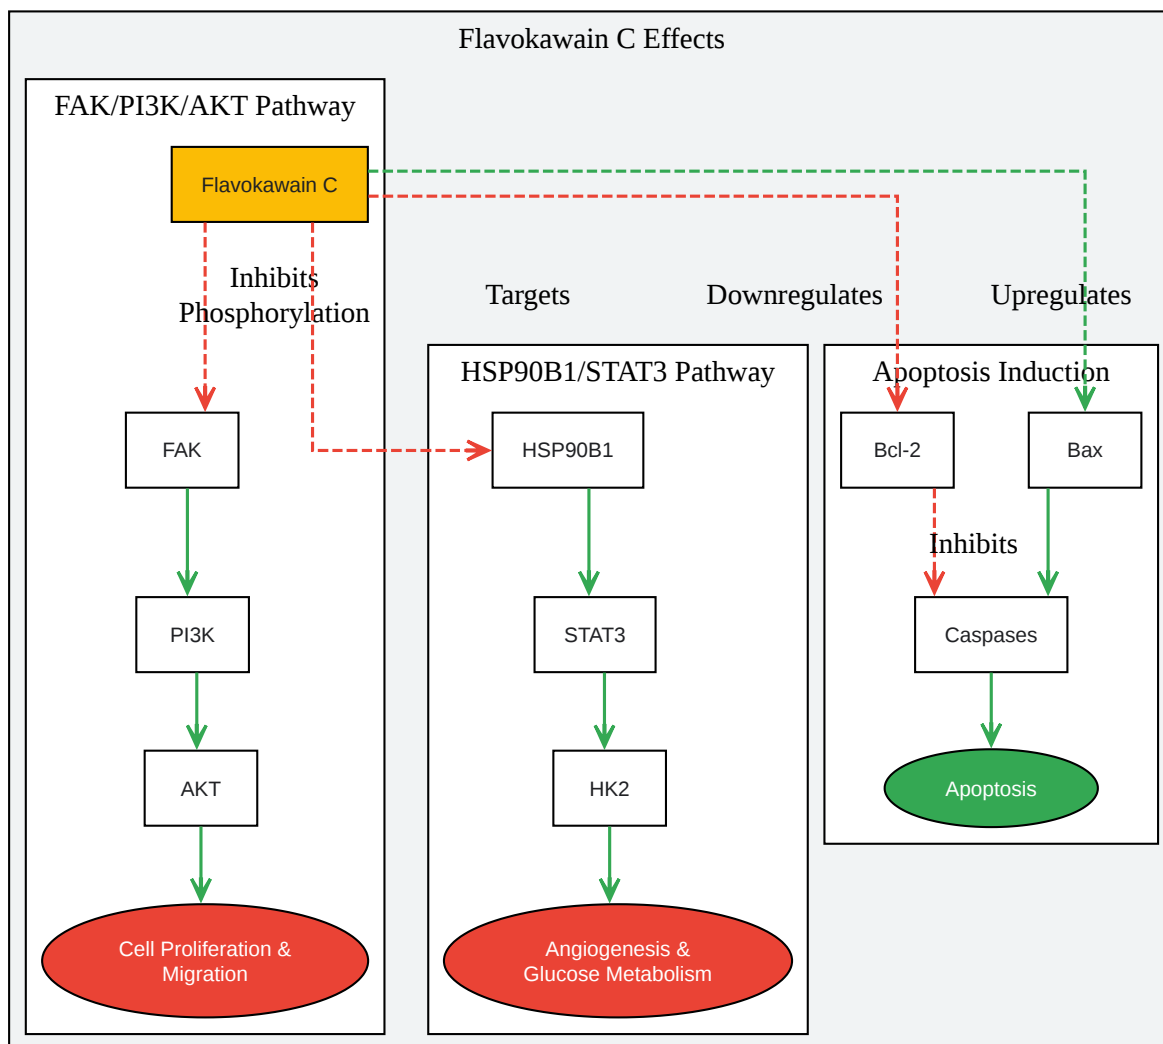 Flavokawain C Effects
FAK/PI3K/AKT Pathway
Flavokawain C
Inhibits
Phosphorylation
Targets
Downregulates
Upregulates
HSP90B1/STAT3 Pathway
Apoptosis Induction
FAK
HSP90B1
Bcl-2
Bax
Inhibits
PI3K
STAT3
Caspases
AKT
HK2
Apoptosis
Cell Proliferation &
Migration
Angiogenesis &
Glucose Metabolism